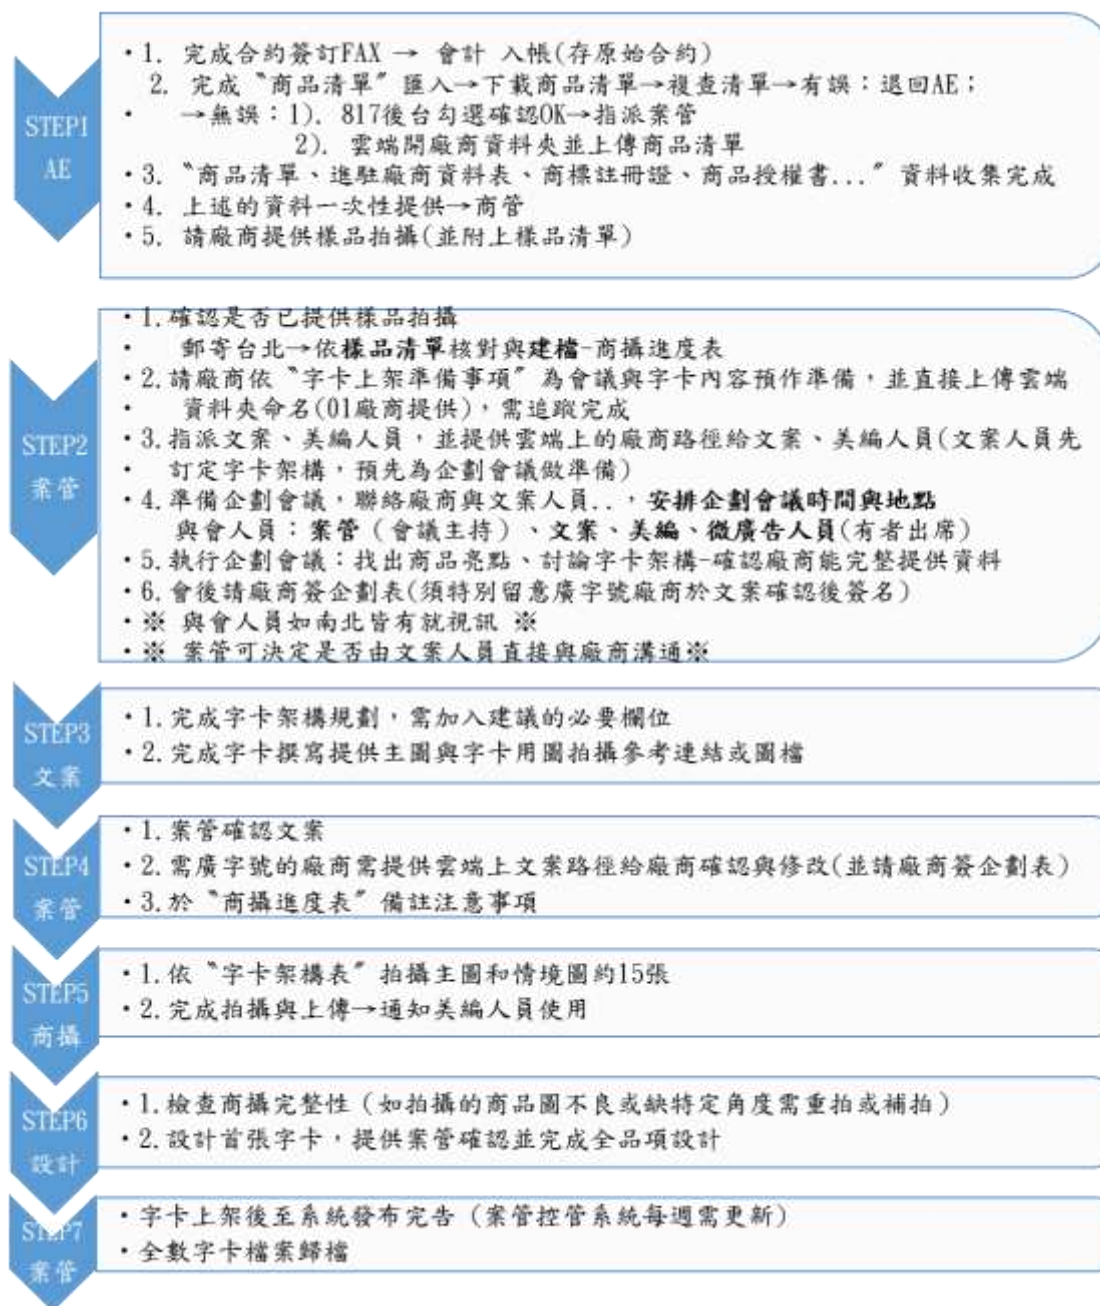 STEP1
AE
•1. 完成合約簽訂FAX → 會計 入帳(存原始合約)
2. 完成〝商品清單〞匯入→下載商品清單→複查清單→有誤：退回AE；
• →無誤：1). 817後台勾選確認OK→指派案管
2). 雲端開廠商資料夾並上傳商品清單
•3. 〝商品清單、進駐廠商資料表、商標註冊證、商品授權書...〞資料收集完成
•4. 上述的資料一次性提供→商管
•5. 請廠商提供樣品拍攝(並附上樣品清單)
STEP2
案管
•1.確認是否已提供樣品拍攝
• 郵寄台北→依樣品清單核對與建檔-商攝進度表
•2.請廠商依〝字卡上架準備事項〞為會議與字卡內容預作準備，並直接上傳雲端
• 資料夾命名(01廠商提供)，需追蹤完成
•3.指派文案、美編人員，並提供雲端上的廠商路徑給文案、美編人員(文案人員先
• 訂定字卡架構，預先為企劃會議做準備)
•4.準備企劃會議，聯絡廠商與文案人員..，安排企劃會議時間與地點
與會人員：案管（會議主持）、文案、美編、微廣告人員(有者出席)
•5.執行企劃會議：找出商品亮點、討論字卡架構-確認廠商能完整提供資料
•6.會後請廠商簽企劃表(須特別留意廣字號廠商於文案確認後簽名)
•※ 與會人員如南北皆有就視訊 ※
•※ 案管可決定是否由文案人員直接與廠商溝通※
STEP3
文案
•1.完成字卡架構規劃，需加入建議的必要欄位
•2.完成字卡撰寫提供主圖與字卡用圖拍攝參考連結或圖檔
STEP4
案管
•1.案管確認文案
•2.需廣字號的廠商需提供雲端上文案路徑給廠商確認與修改(並請廠商簽企劃表)
•3.於〝商攝進度表〞備註注意事項
STEP5
商攝
•1.依〝字卡架構表〞拍攝主圖和情境圖約15張
•2.完成拍攝與上傳→通知美編人員使用
STEP6
設計
•1.檢查商攝完整性（如拍攝的商品圖不良或缺特定角度需重拍或補拍）
•2.設計首張字卡，提供案管確認並完成全品項設計
STEP7
案管
•字卡上架後至系統發布完告（案管控管系統每週需更新）
•全數字卡檔案歸檔